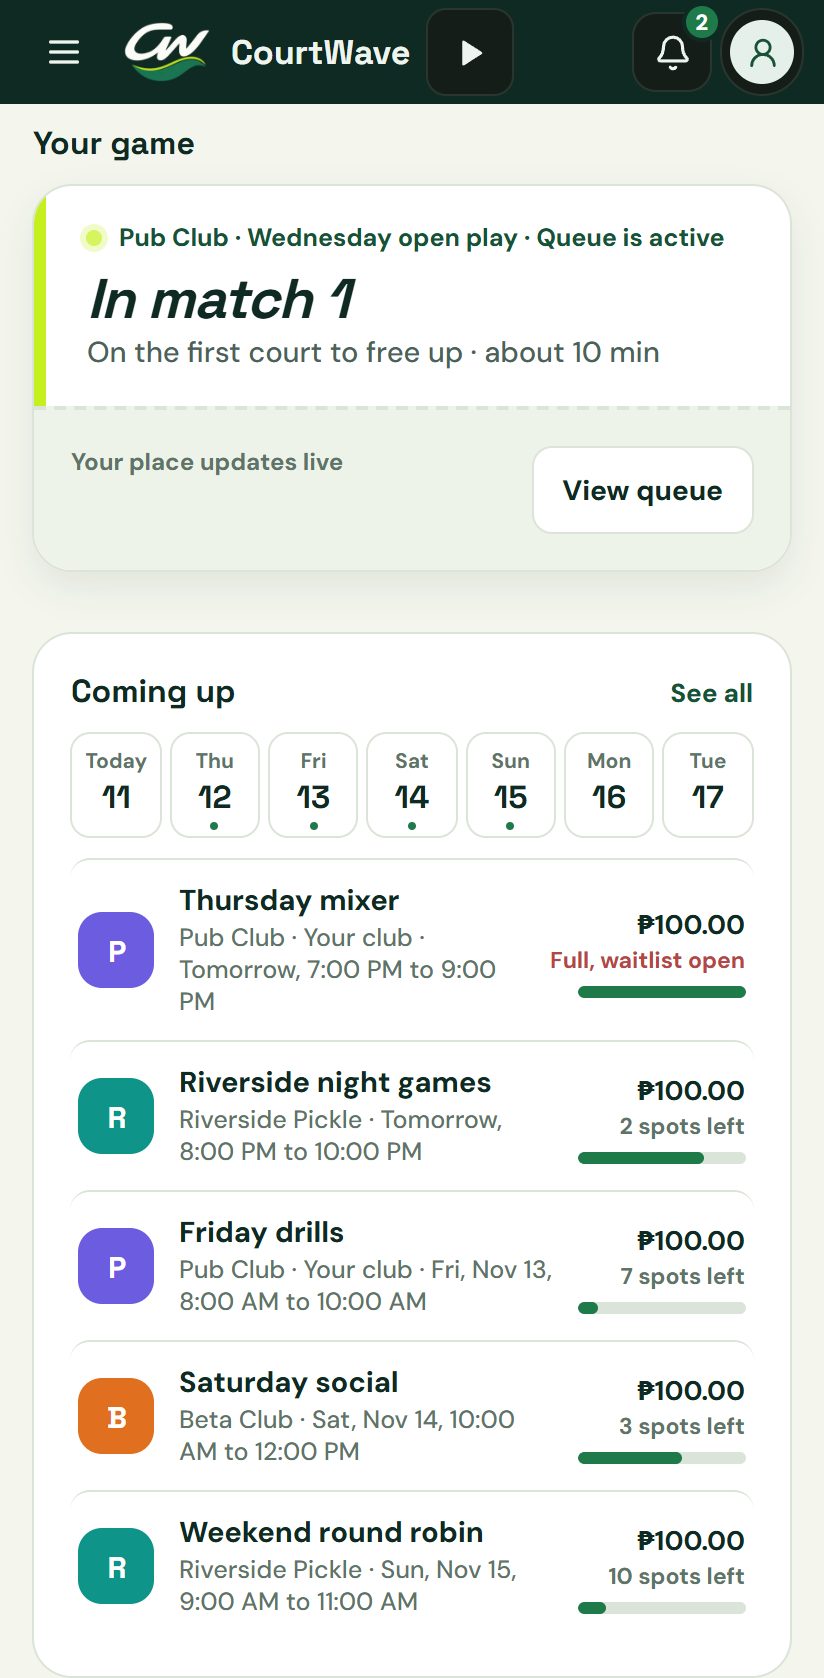 CW CourtWave
2
Your game
Pub Club · Wednesday open play · Queue is active
In match 1
On the first court to free up · about 10 min
Your place updates live
View queue
Coming up
See all
Today Thu Fri Sat Sun Mon Tue
11 12 13 14 15 16 17
P
Thursday mixer
Pub Club · Your club ·
Tomorrow, 7:00 PM to 9:00
PM
₱100.00
Full, waitlist open
R
Riverside night games
Riverside Pickle · Tomorrow,
8:00 PM to 10:00 PM
₱100.00
2 spots left
P
Friday drills
Pub Club · Your club · Fri, Nov 13,
8:00 AM to 10:00 AM
₱100.00
7 spots left
B
Saturday social
Beta Club · Sat, Nov 14, 10:00
AM to 12:00 PM
₱100.00
3 spots left
R
Weekend round robin
Riverside Pickle · Sun, Nov 15,
9:00 AM to 11:00 AM
₱100.00
10 spots left